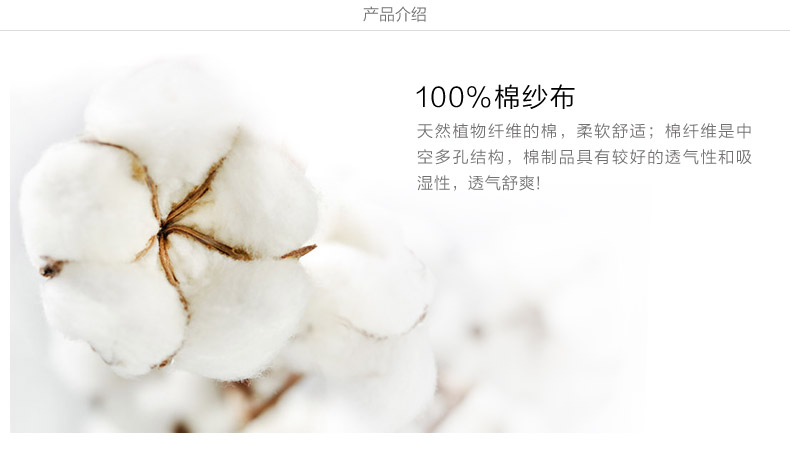 产品介绍
100%棉纱布
天然植物纤维的棉，柔软舒适；棉纤维是中
空多孔结构，棉制品具有较好的透气性和吸
湿性，透气舒爽！